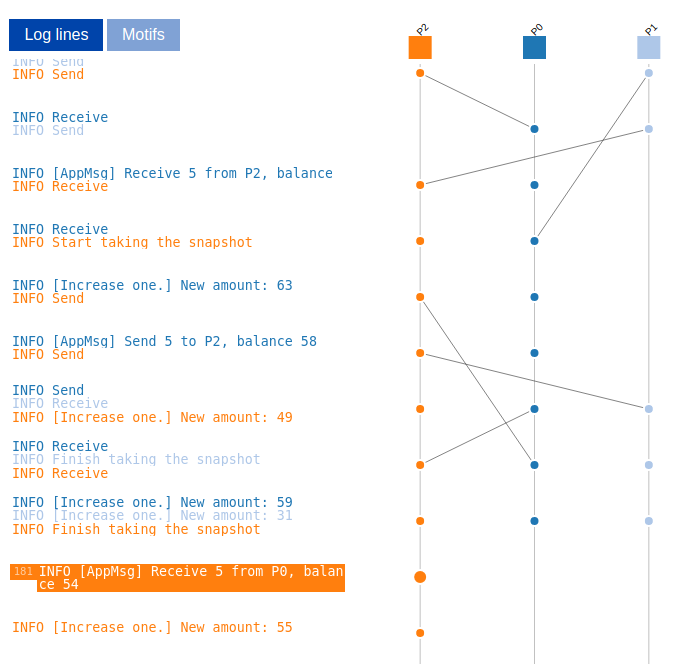 Log lines
Motifs
P2
P0
P1
INFO Send
INFO Send
INFO Receive
INFO Send
INFO [AppMsg] Receive 5 from P2, balance
INFO Receive
INFO Receive
INFO Start taking the snapshot
INFO [Increase one.] New amount: 63
INFO Send
INFO [AppMsg] Send 5 to P2, balance 58
INFO Send
INFO Send
INFO Receive
INFO [Increase one.] New amount: 49
INFO Receive
INFO Finish taking the snapshot
INFO Receive
INFO [Increase one.] New amount: 59
INFO [Increase one.] New amount: 31
INFO Finish taking the snapshot
181 INFO [AppMsg] Receive 5 from P0, balan
ce 54
INFO [Increase one.] New amount: 55